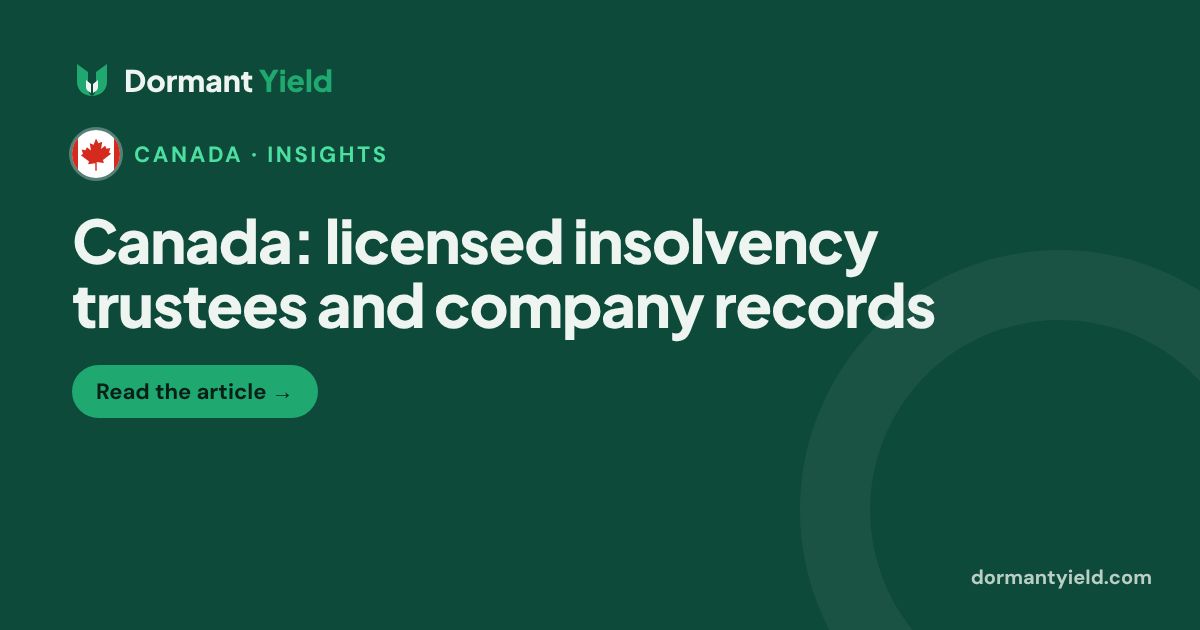 Dormant Yield
CANADA · INSIGHTS
Canada: licensed insolvency
trustees and company records
Read the article →
dormantyield.com